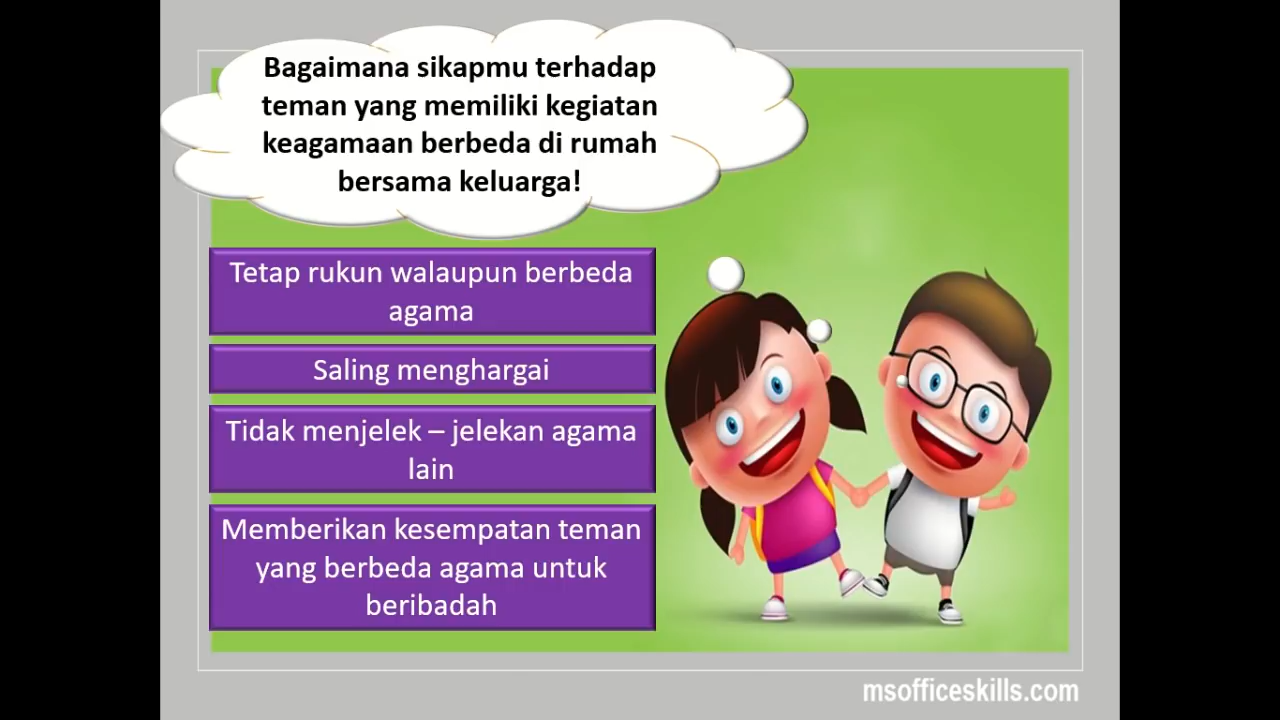 Bagaimana sikapmu terhadap
teman yang memiliki kegiatan
keagamaan berbeda di rumah
bersama keluarga!
Tetap rukun walaupun berbeda
agama
Saling menghargai
Tidak menjelek – jelekan agama
lain
Memberikan kesempatan teman
yang berbeda agama untuk
beribadah
msofficeskills.com